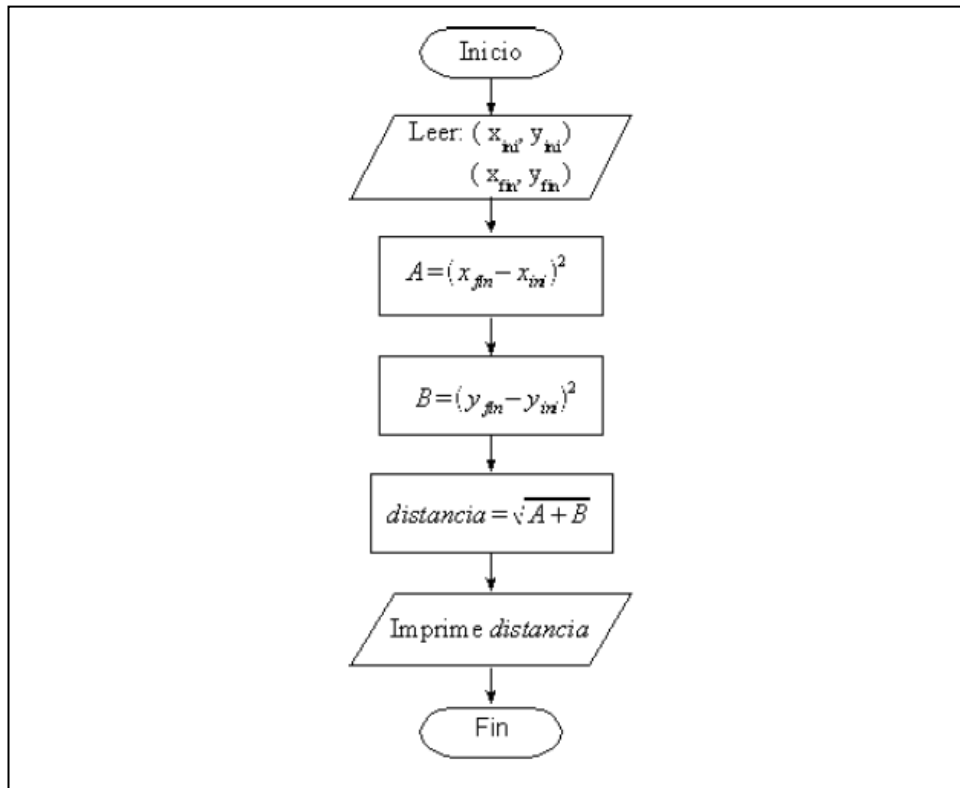 Inicio
Leer: ( x_ini, y_ini)
( x_fin, y_fin)
A=(x_fin − x_ini)²
B=(y_fin − y_ini)²
distancia=√A+B
Imprime distancia
Fin